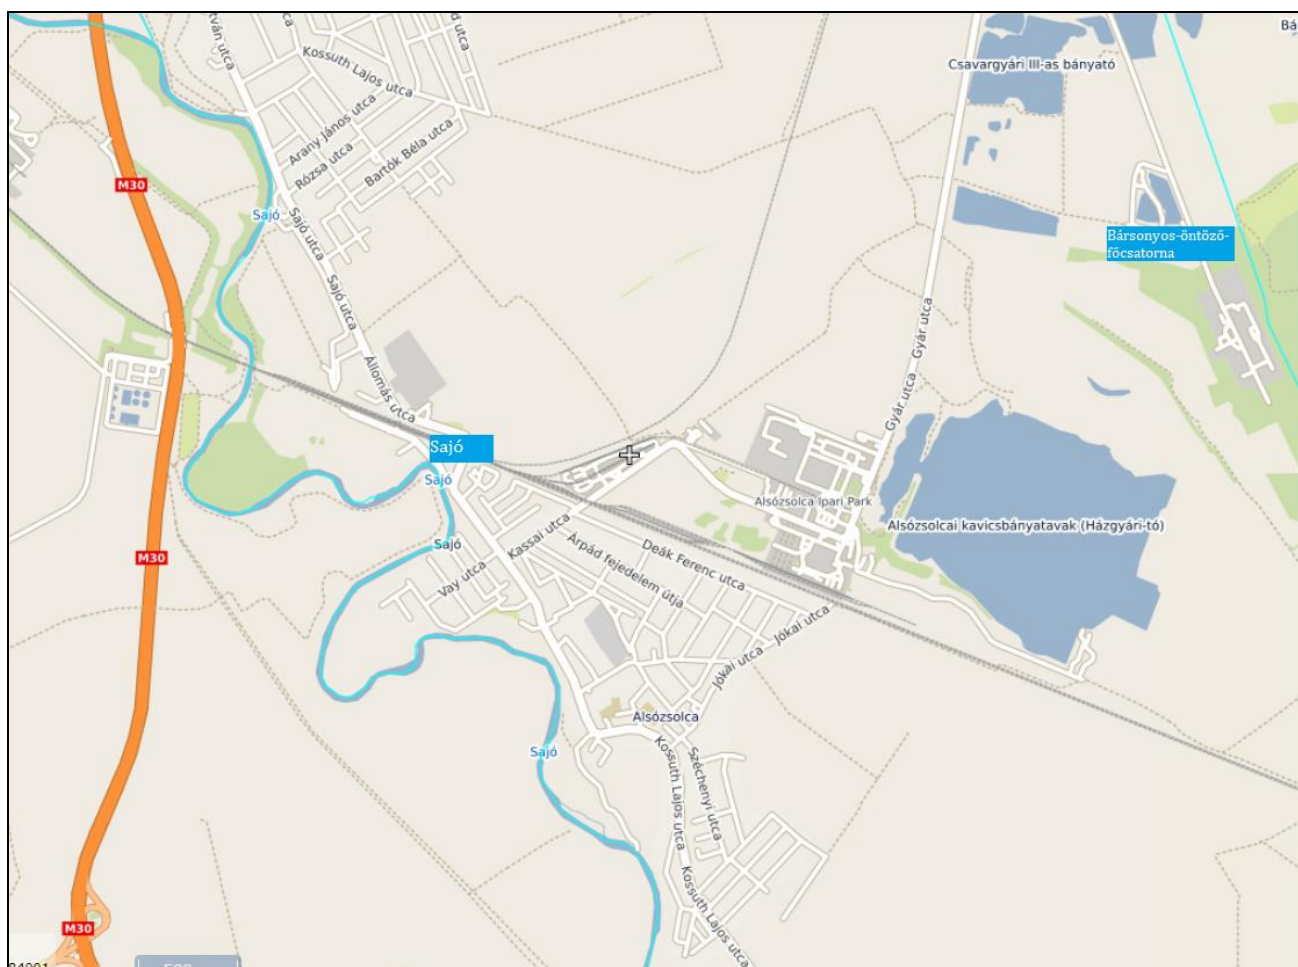 Bá
tván utca
Kossuth Lajos utca
Csavargyári III-as bányató
Arany János utca
Rózsa utca
Bartók Béla utca
M30
Sajó
Sajó utca
Bársonyos-öntöző-
főcsatorna
Sajó utca
Gyár utca
Állomás utca
Gyár utca
Sajó
Sajó
Alsózsolca Ipari Park
Kassai utca
Alsózsolcai kavicsbányatavak (Házgyári-tó)
Sajó
Árpád fejedelem útja
Deák Ferenc utca
M30
Vay utca
Jókai utca
Jókai utca
Alsózsolca
Sajó
Kossuth Lajos utca
Széchenyi utca
Kossuth Lajos utca
M30